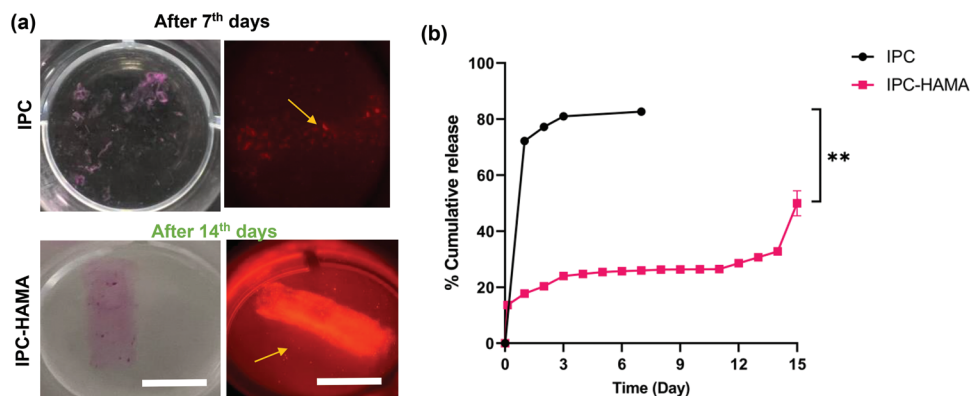 (a)
After 7th days
IPC
After 14th days
IPC-HAMA
(b)
IPC
IPC-HAMA
% Cumulative release
100
80
60
40
20
0
0 3 6 9 12 15
Time (Day)
**